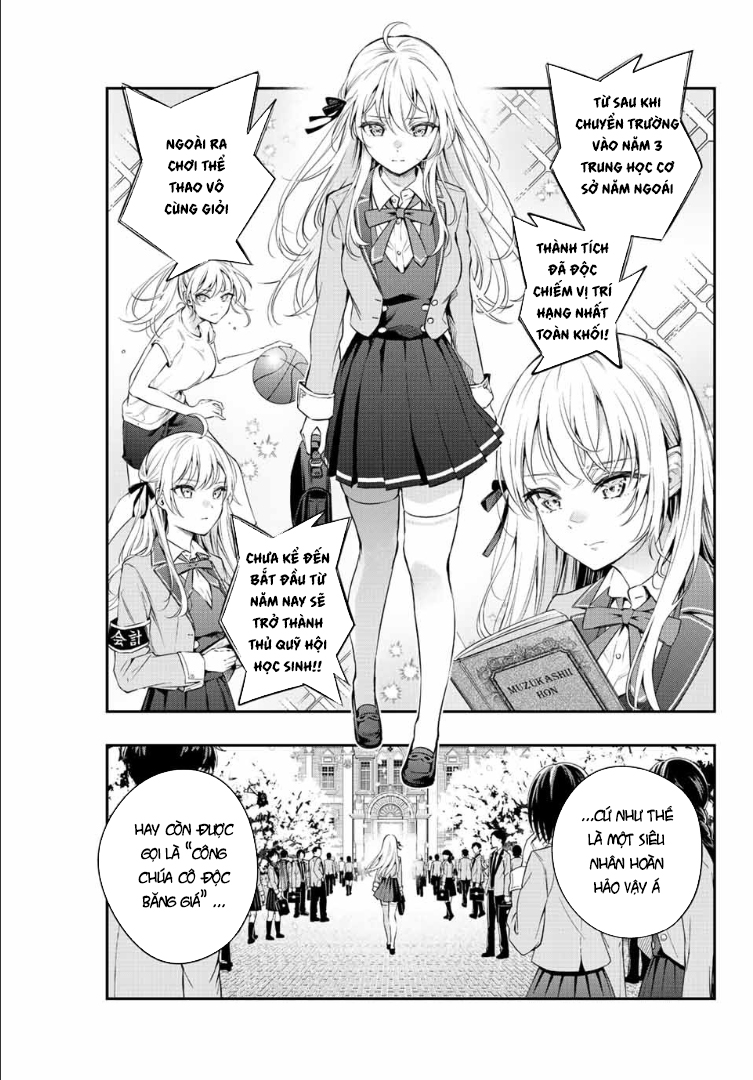 TỪ SAU KHI
CHUYỂN TRƯỜNG
VÀO NĂM 3
TRUNG HỌC CƠ
SỞ NĂM NGOÁI
THÀNH TÍCH
ĐÃ ĐỘC
CHIẾM VỊ TRÍ
HẠNG NHẤT
TOÀN KHỐI!
NGOÀI RA
CHƠI THỂ
THAO VÔ
CÙNG GIỎI
CHƯA KỂ ĐẾN
BẮT ĐẦU TỪ
NĂM NAY SẼ
TRỞ THÀNH
THỦ QUỸ HỘI
HỌC SINH!!
会計
MUZUKASHII
HON
...CỨ NHƯ THẾ
LÀ MỘT SIÊU
NHÂN HOÀN
HẢO VẬY Á
HAY CÒN ĐƯỢC
GỌI LÀ "CÔNG
CHÚA CÔ ĐỘC
BĂNG GIÁ" ...